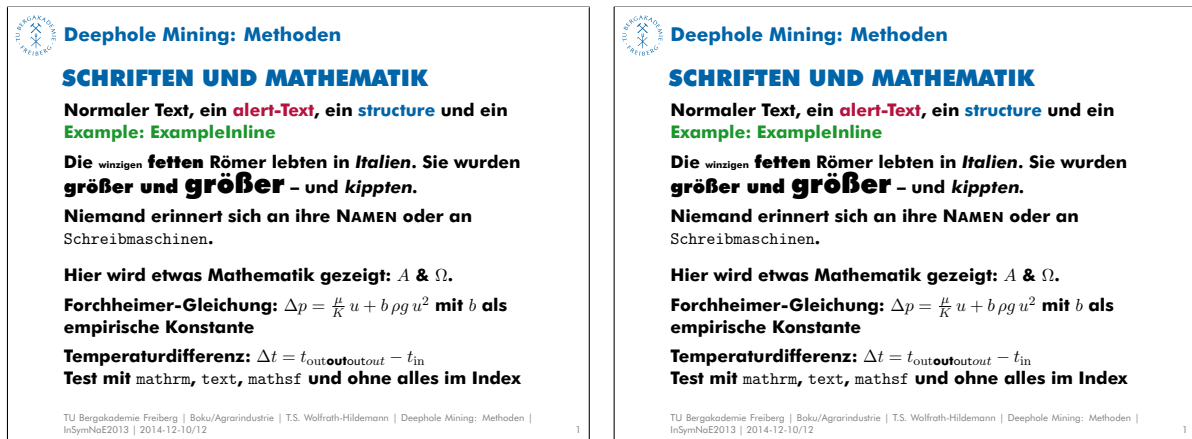 TU BERGAKADEMIE
FREIBERG
Deephole Mining: Methoden
SCHRIFTEN UND MATHEMATIK
Normaler Text, ein alert-Text, ein structure und ein
Example: ExampleInline
Die winzigen fetten Römer lebten in Italien. Sie wurden
größer und größer – und kippten.
Niemand erinnert sich an ihre NAMEN oder an
Schreibmaschinen.
Hier wird etwas Mathematik gezeigt: A & Ω.
Forchheimer-Gleichung: Δp = μ/K u + b ρg u² mit b als
empirische Konstante
Temperaturdifferenz: Δt = t_outoutoutout − t_in
Test mit mathrm, text, mathsf und ohne alles im Index
TU Bergakademie Freiberg | Boku/Agrarindustrie | T.S. Wolfrath-Hildemann | Deephole Mining: Methoden |
InSymNaE2013 | 2014-12-10/12 1
TU BERGAKADEMIE
FREIBERG
Deephole Mining: Methoden
SCHRIFTEN UND MATHEMATIK
Normaler Text, ein alert-Text, ein structure und ein
Example: ExampleInline
Die winzigen fetten Römer lebten in Italien. Sie wurden
größer und größer – und kippten.
Niemand erinnert sich an ihre NAMEN oder an
Schreibmaschinen.
Hier wird etwas Mathematik gezeigt: A & Ω.
Forchheimer-Gleichung: Δp = μ/K u + b ρg u² mit b als
empirische Konstante
Temperaturdifferenz: Δt = t_outoutoutout − t_in
Test mit mathrm, text, mathsf und ohne alles im Index
TU Bergakademie Freiberg | Boku/Agrarindustrie | T.S. Wolfrath-Hildemann | Deephole Mining: Methoden |
InSymNaE2013 | 2014-12-10/12 1